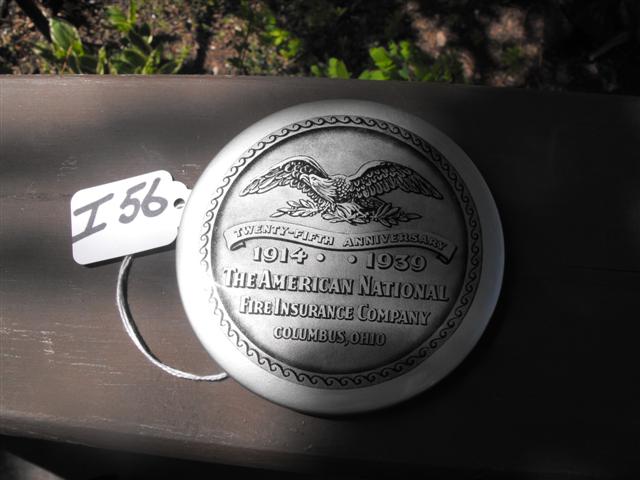 I 56
TWENTY-FIFTH ANNIVERSARY
1914 · · 1939
THE AMERICAN NATIONAL
FIRE INSURANCE COMPANY
COLUMBUS, OHIO